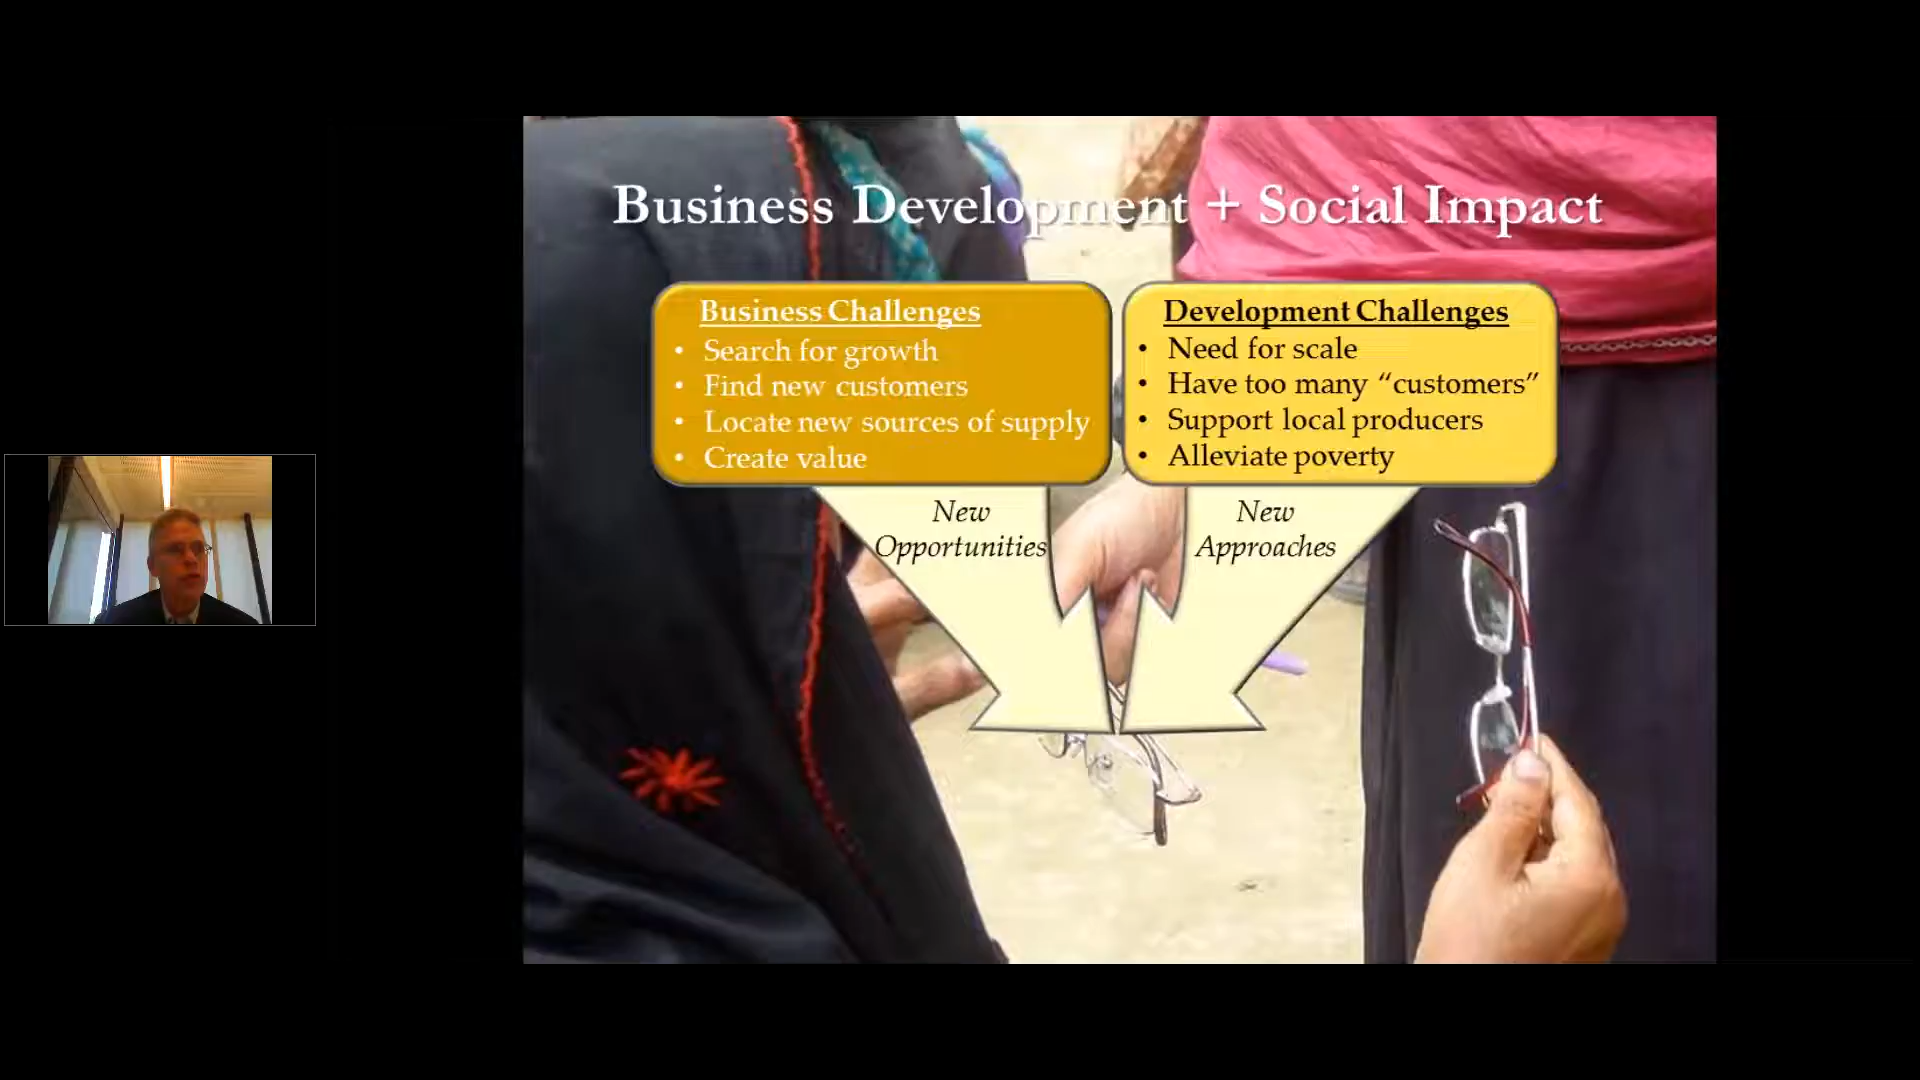 Business Development + Social Impact
Business Challenges
• Search for growth
• Find new customers
• Locate new sources of supply
• Create value
Development Challenges
• Need for scale
• Have too many “customers”
• Support local producers
• Alleviate poverty
New
Opportunities
New
Approaches